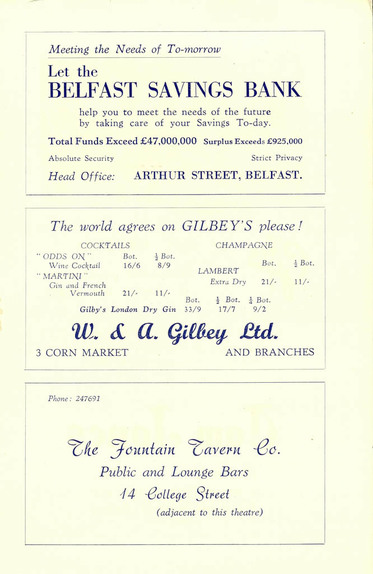 Meeting the Needs of To-morrow
Let the
BELFAST SAVINGS BANK
help you to meet the needs of the future
by taking care of your Savings To-day.
Total Funds Exceed £47,000,000 Surplus Exceeds £925,000
Absolute Security Strict Privacy
Head Office: ARTHUR STREET, BELFAST.
The world agrees on GILBEY'S please!
COCKTAILS
"ODDS ON" Bot. ½ Bot.
Wine Cocktail 16/6 8/9
"MARTINI"
Gin and French
Vermouth 21/- 11/-
CHAMPAGNE
Bot. ½ Bot.
LAMBERT
Extra Dry 21/- 11/-
Bot. ½ Bot. ¼ Bot.
Gilby's London Dry Gin 33/9 17/7 9/2
W. & A. Gilbey Ltd.
3 CORN MARKET AND BRANCHES
Phone: 247691
The Fountain Tavern Co.
Public and Lounge Bars
14 College Street
(adjacent to this theatre)